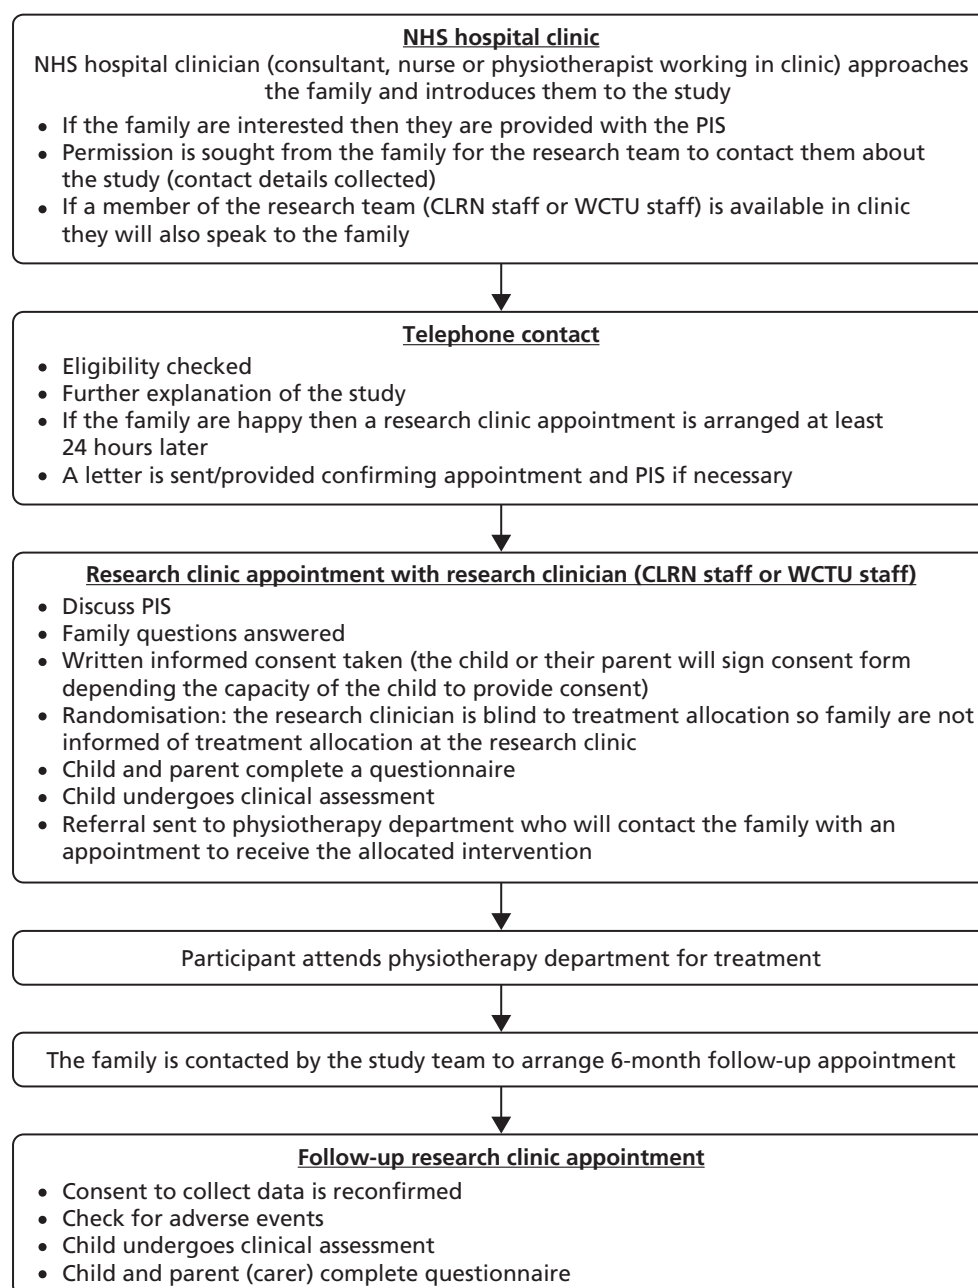 NHS hospital clinic
NHS hospital clinician (consultant, nurse or physiotherapist working in clinic) approaches
the family and introduces them to the study
• If the family are interested then they are provided with the PIS
• Permission is sought from the family for the research team to contact them about
the study (contact details collected)
• If a member of the research team (CLRN staff or WCTU staff) is available in clinic
they will also speak to the family
Telephone contact
• Eligibility checked
• Further explanation of the study
• If the family are happy then a research clinic appointment is arranged at least
24 hours later
• A letter is sent/provided confirming appointment and PIS if necessary
Research clinic appointment with research clinician (CLRN staff or WCTU staff)
• Discuss PIS
• Family questions answered
• Written informed consent taken (the child or their parent will sign consent form
depending the capacity of the child to provide consent)
• Randomisation: the research clinician is blind to treatment allocation so family are not
informed of treatment allocation at the research clinic
• Child and parent complete a questionnaire
• Child undergoes clinical assessment
• Referral sent to physiotherapy department who will contact the family with an
appointment to receive the allocated intervention
Participant attends physiotherapy department for treatment
The family is contacted by the study team to arrange 6-month follow-up appointment
Follow-up research clinic appointment
• Consent to collect data is reconfirmed
• Check for adverse events
• Child undergoes clinical assessment
• Child and parent (carer) complete questionnaire